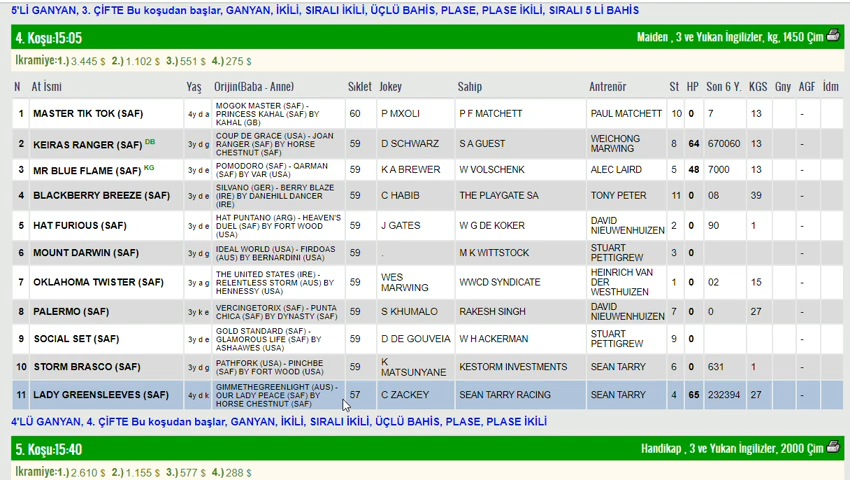 5'Lİ GANYAN, 3. ÇİFTE Bu koşudan başlar, GANYAN, İKİLİ, SIRALI İKİLİ, ÜÇLÜ BAHİS, PLASE, PLASE İKİLİ, SIRALI 5 Lİ BAHİS
4. Koşu:15:05 Maiden , 3 ve Yukarı İngilizler, kg, 1450 Çim
İkramiye:1.) 3.445 $ 2.) 1.102 $ 3.) 551 $ 4.) 275 $
N At İsmi Yaş Orijin(Baba - Anne) Sıklet Jokey Sahip Antrenör St HP Son 6 Y. KGS Gny AGF İdm
1 MASTER TIK TOK (SAF) 4y d a MOGOK MASTER (SAF) - PRINCESS KAHAL (SAF) BY KAHAL (GB) 60 P MXOLI P F MATCHETT PAUL MATCHETT 10 0 7 13 -
2 KEIRAS RANGER (SAF) DB 3y d g COUP DE GRACE (USA) - JOAN RANGER (SAF) BY HORSE CHESTNUT (SAF) 59 D SCHWARZ S A GUEST WEICHONG MARWING 8 64 670060 13 -
3 MR BLUE FLAME (SAF) KG 3y d e POMODORO (SAF) - QARMAN (SAF) BY VAR (USA) 59 K A BREWER W VOLSCHENK ALEC LAIRD 5 48 7000 13 -
4 BLACKBERRY BREEZE (SAF) 3y d e SILVANO (GER) - BERRY BLAZE (IRE) BY DANEHILL DANCER (IRE) 59 C HABIB THE PLAYGATE SA TONY PETER 11 0 08 39 -
5 HAT FURIOUS (SAF) 3y d e HAT PUNTANO (ARG) - HEAVEN'S DUEL (SAF) BY FORT WOOD (USA) 59 J GATES W G DE KOKER DAVID NIEUWENHUIZEN 2 0 90 1 -
6 MOUNT DARWIN (SAF) 3y d g IDEAL WORLD (USA) - FIRDOAS (AUS) BY BERNARDINI (USA) 59 . M K WITTSTOCK STUART PETTIGREW 3 0 -
7 OKLAHOMA TWISTER (SAF) 3y a g THE UNITED STATES (IRE) - RELENTLESS STORM (AUS) BY HENNESSY (USA) 59 WES MARWING WWCD SYNDICATE HEINRICH VAN DER WESTHUIZEN 1 0 02 15 -
8 PALERMO (SAF) 3y k e VERCINGETORIX (SAF) - PUNTA CHICA (SAF) BY DYNASTY (SAF) 59 S KHUMALO RAKESH SINGH DAVID NIEUWENHUIZEN 7 0 0 27 -
9 SOCIAL SET (SAF) 3y d e GOLD STANDARD (SAF) - GLAMOROUS LIFE (SAF) BY ASHAAWES (USA) 59 D DE GOUVEIA W H ACKERMAN STUART PETTIGREW 9 0 -
10 STORM BRASCO (SAF) 3y d g PATHFORK (USA) - PINCHBE (SAF) BY FORT WOOD (USA) 59 K MATSUNYANE KESTORM INVESTMENTS SEAN TARRY 6 0 631 1 -
11 LADY GREENSLEEVES (SAF) 4y d k GIMMETHEGREENLIGHT (AUS) - OUR LADY PEACE (SAF) BY HORSE CHESTNUT (SAF) 57 C ZACKEY SEAN TARRY RACING SEAN TARRY 4 65 232394 27 -
4'LÜ GANYAN, 4. ÇİFTE Bu koşudan başlar, GANYAN, İKİLİ, SIRALI İKİLİ, ÜÇLÜ BAHİS, PLASE, PLASE İKİLİ
5. Koşu:15:40 Handikap , 3 ve Yukarı İngilizler, 2000 Çim
İkramiye:1.) 2.610 $ 2.) 1.155 $ 3.) 577 $ 4.) 288 $